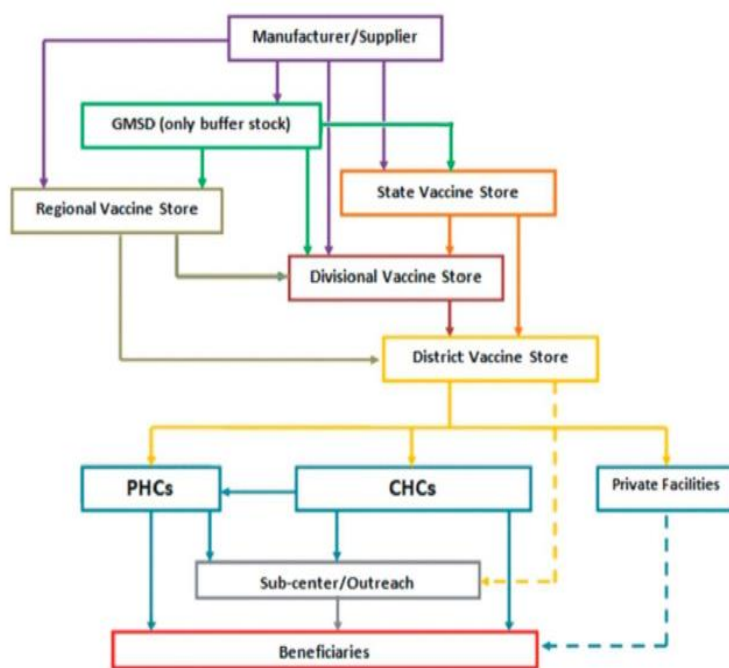 Manufacturer/Supplier
GMSD (only buffer stock)
State Vaccine Store
Regional Vaccine Store
Divisional Vaccine Store
District Vaccine Store
PHCs
CHCs
Private Facilities
Sub-center/Outreach
Beneficiaries